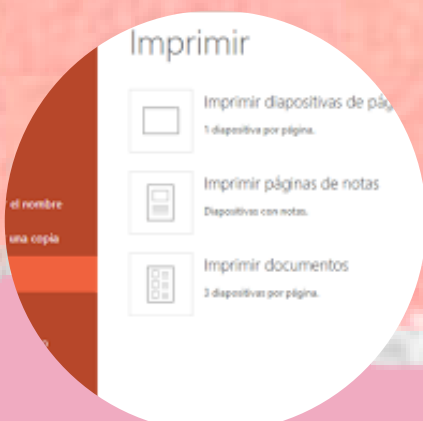 Imprimir
Imprimir diapositivas de
1 diapositiva por página.
Imprimir páginas de notas
Diapositivas con notas.
el nombre
una copia
Imprimir documentos
3 diapositivas por página.